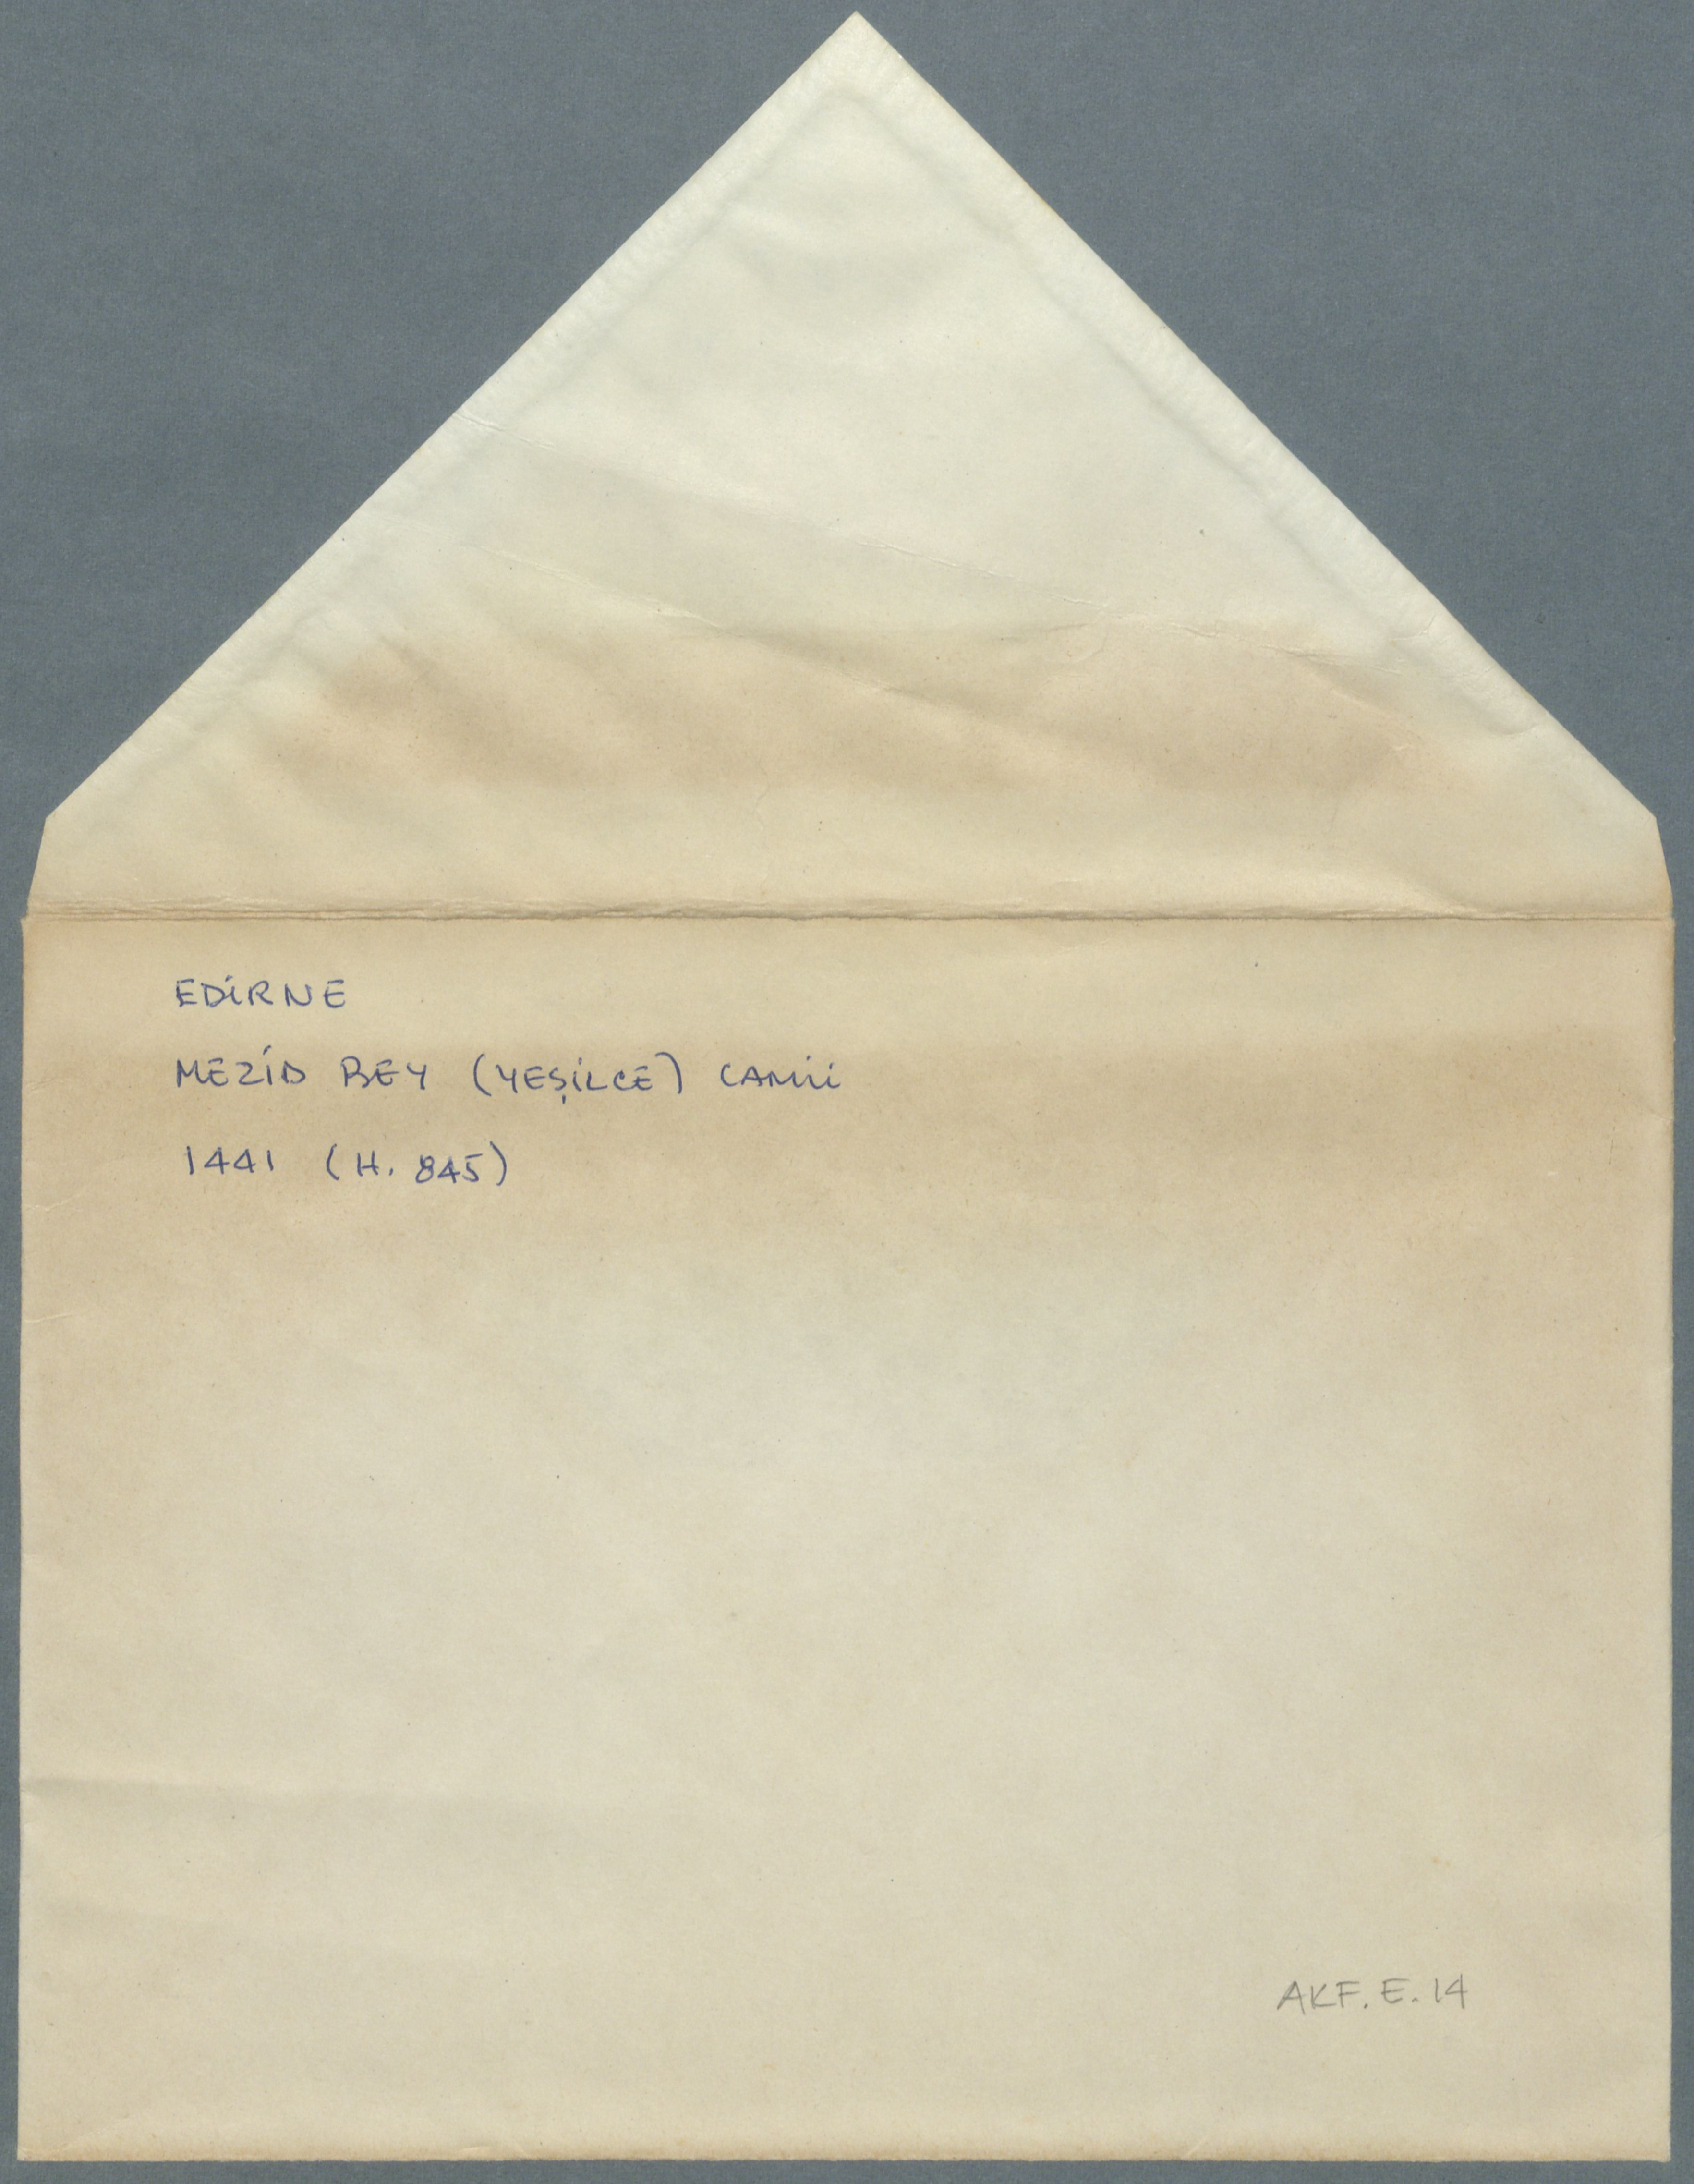 EDİRNE
MEZİD BEY (YEŞİLCE) CAMİİ
1441 (H. 845)
AKF. E. 14